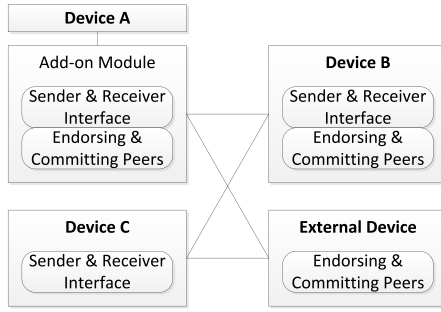 Device A
Add-on Module
Sender & Receiver
Interface
Endorsing &
Committing Peers
Device B
Sender & Receiver
Interface
Endorsing &
Committing Peers
Device C
Sender & Receiver
Interface
External Device
Endorsing &
Committing Peers